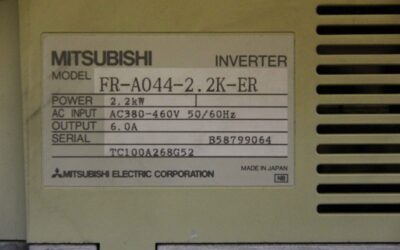 MITSUBISHI INVERTER
MODEL FR-A044-2.2K-ER
POWER 2.2kW
AC INPUT AC380-460V 50/60Hz
OUTPUT 6.0A
SERIAL B58799064
TC100A268G52
MITSUBISHI ELECTRIC CORPORATION MADE IN JAPAN